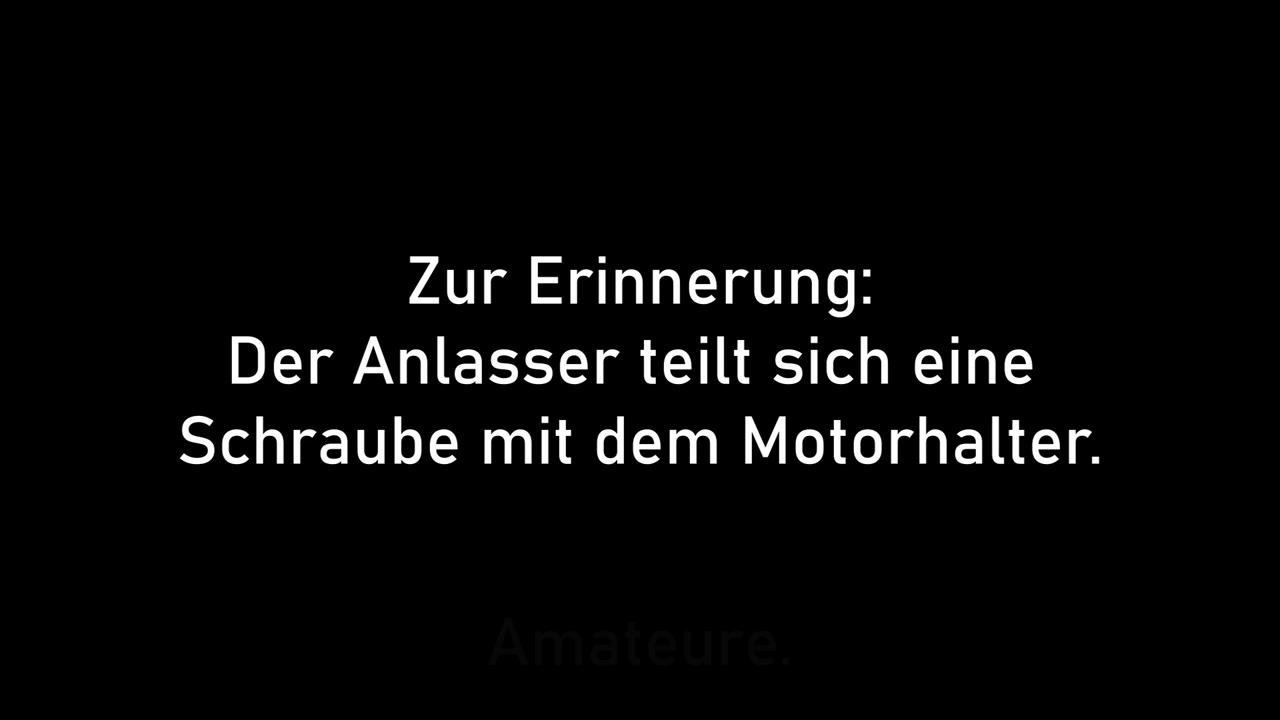 Zur Erinnerung:
Der Anlasser teilt sich eine
Schraube mit dem Motorhalter.
Amateure.